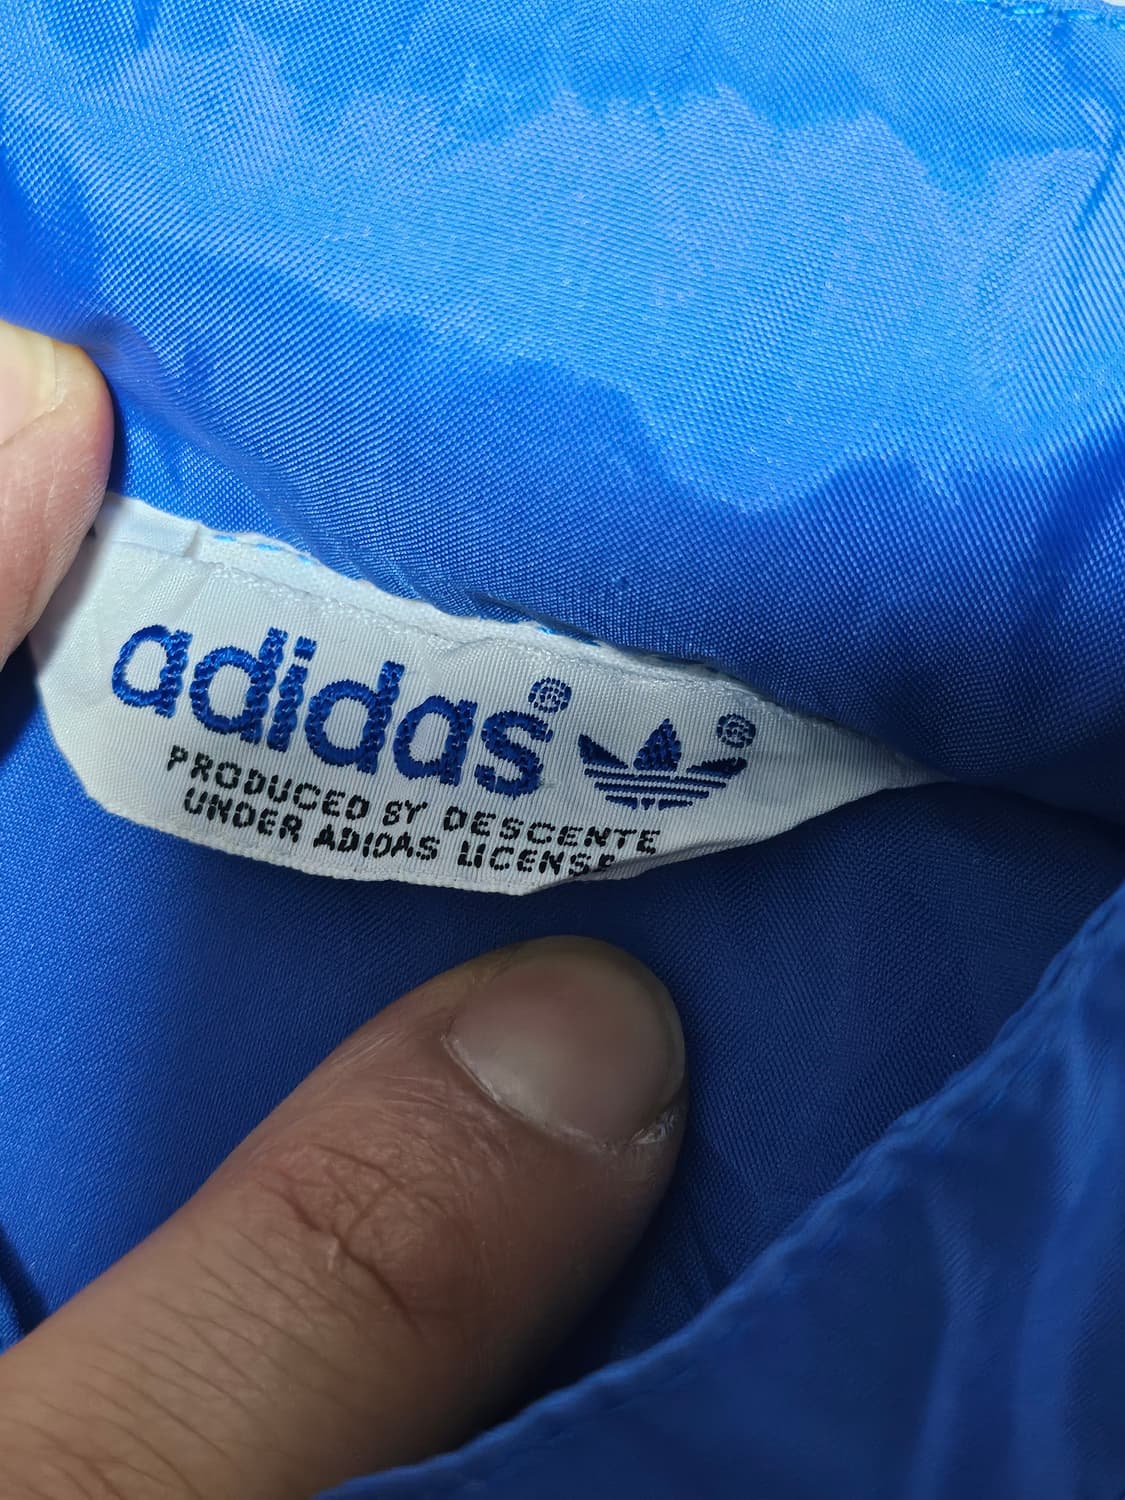 adidas®
®
PRODUCED BY DESCENTE
UNDER ADIDAS LICENSE